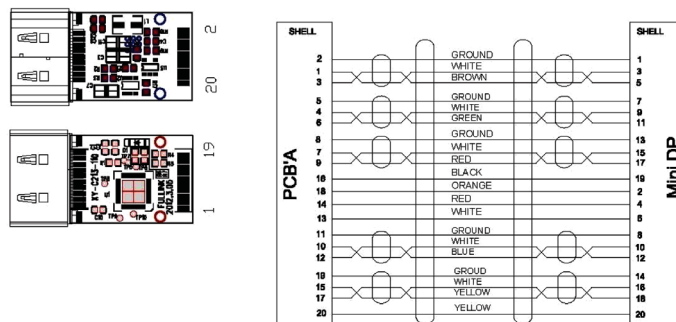 2
20
19
1
KY-C213-110
FULLINK
2012.3.06
SHELL SHELL
PCB'A
Mini DP
2 GROUND 1
1 WHITE 3
3 BROWN 5
5 GROUND 7
4 WHITE 9
6 GREEN 11
8 GROUND 13
7 WHITE 15
9 RED 17
16 BLACK 19
18 ORANGE 2
14 RED 4
13 WHITE 6
11 GROUND 8
10 WHITE 10
12 BLUE 12
19 GROUD 14
15 WHITE 16
17 YELLOW 18
20 YELLOW 20